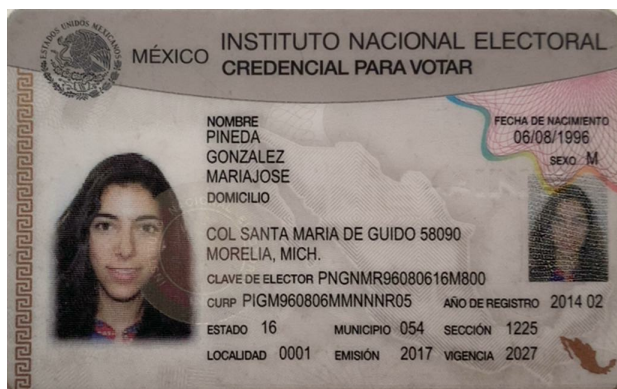 ESTADOS UNIDOS MEXICANOS
MÉXICO
INSTITUTO NACIONAL ELECTORAL
CREDENCIAL PARA VOTAR
NOMBRE
PINEDA
GONZALEZ
MARIAJOSE
FECHA DE NACIMIENTO
06/08/1996
SEXO M
DOMICILIO
COL SANTA MARIA DE GUIDO 58090
MORELIA, MICH.
CLAVE DE ELECTOR PNGNMR96080616M800
CURP PIGM960806MMNNNR05 AÑO DE REGISTRO 2014 02
ESTADO 16 MUNICIPIO 054 SECCIÓN 1225
LOCALIDAD 0001 EMISIÓN 2017 VIGENCIA 2027